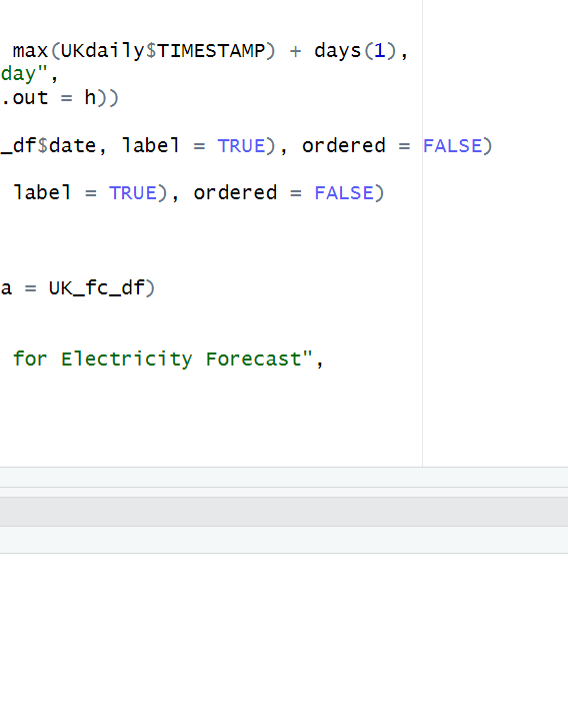 max(UKdaily$TIMESTAMP) + days(1),
day",
.out = h))
_df$date, label = TRUE), ordered = FALSE)
label = TRUE), ordered = FALSE)
a = UK_fc_df)
for Electricity Forecast",